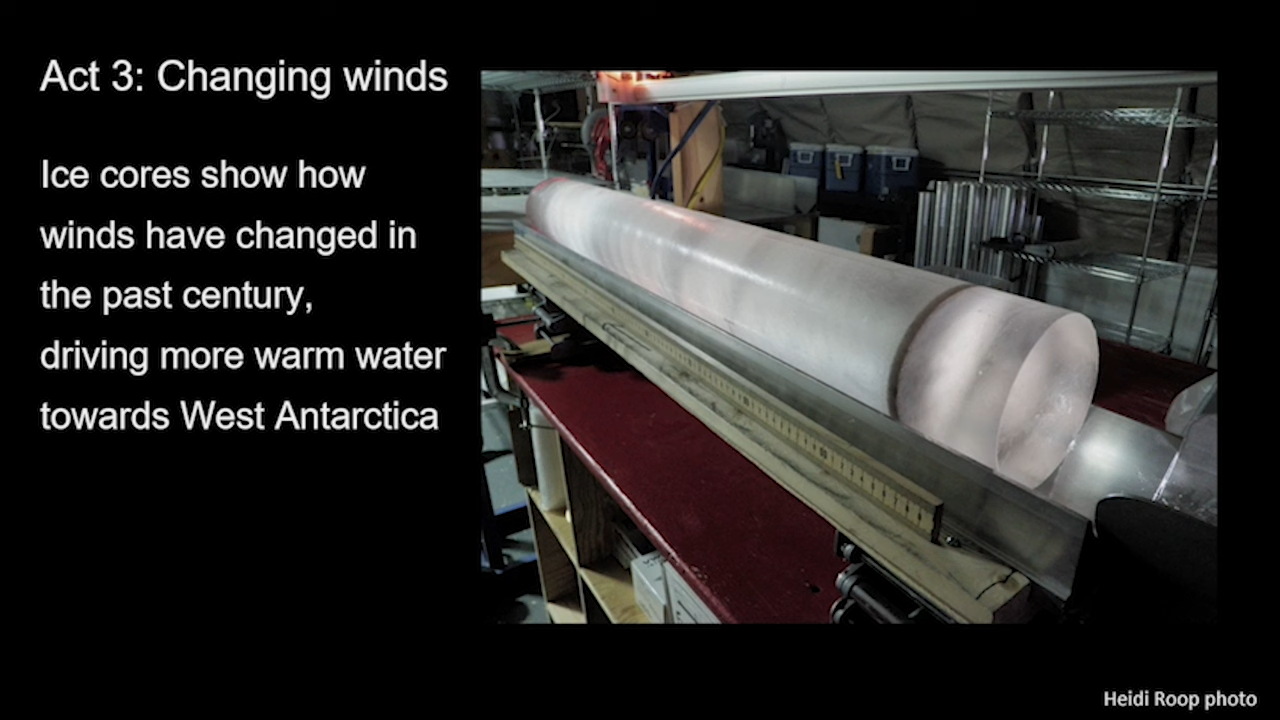 Act 3: Changing winds
Ice cores show how
winds have changed in
the past century,
driving more warm water
towards West Antarctica
Heidi Roop photo